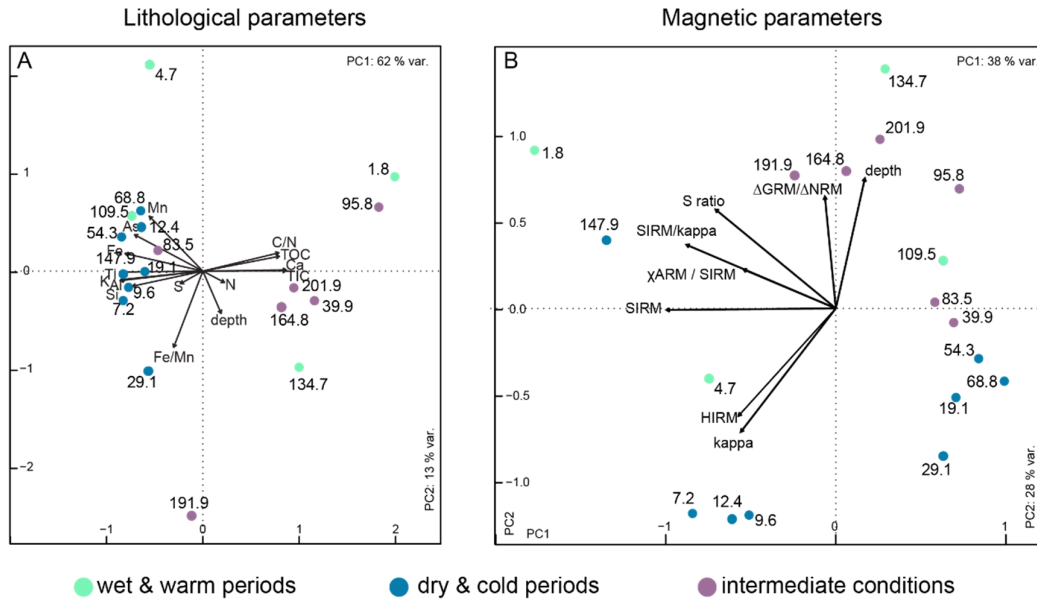 Lithological parameters
Magnetic parameters
A
PC1: 62 % var.
4.7
1.8
95.8
68.8
Mn
109.5
As
12.4
54.3
83.5
Fe
147.9
19.1
Ti
K
Al
Si
9.6
7.2
S
N
C/N
TOC
Ca
TIC
201.9
39.9
164.8
depth
Fe/Mn
29.1
134.7
191.9
1
0
−1
−2
−1
0
1
2
PC2: 13 % var.
B
PC1: 38 % var.
134.7
201.9
1.8
191.9
164.8
depth
95.8
ΔGRM/ΔNRM
S ratio
147.9
SIRM/kappa
109.5
χARM / SIRM
SIRM
83.5
39.9
54.3
68.8
4.7
19.1
HIRM
kappa
29.1
7.2
12.4
9.6
1.0
0.5
0.0
−0.5
−1.0
−1
0
1
PC2
PC1
PC2: 28 % var.
wet & warm periods
dry & cold periods
intermediate conditions